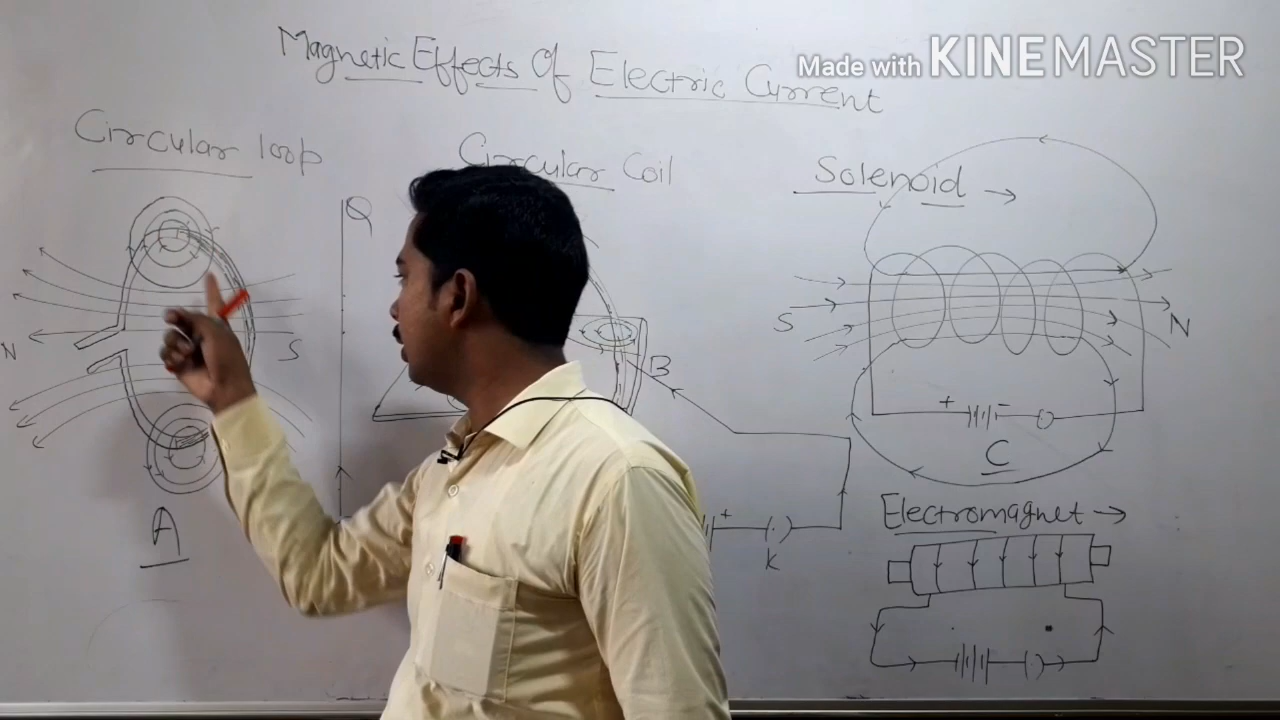 Magnetic Effects Of Electric Current
Made with KINEMASTER
Circular loop
Circular Coil
Solenoid
Q
N
S
B
S
N
+
-
C
A
+
K
Electromagnet